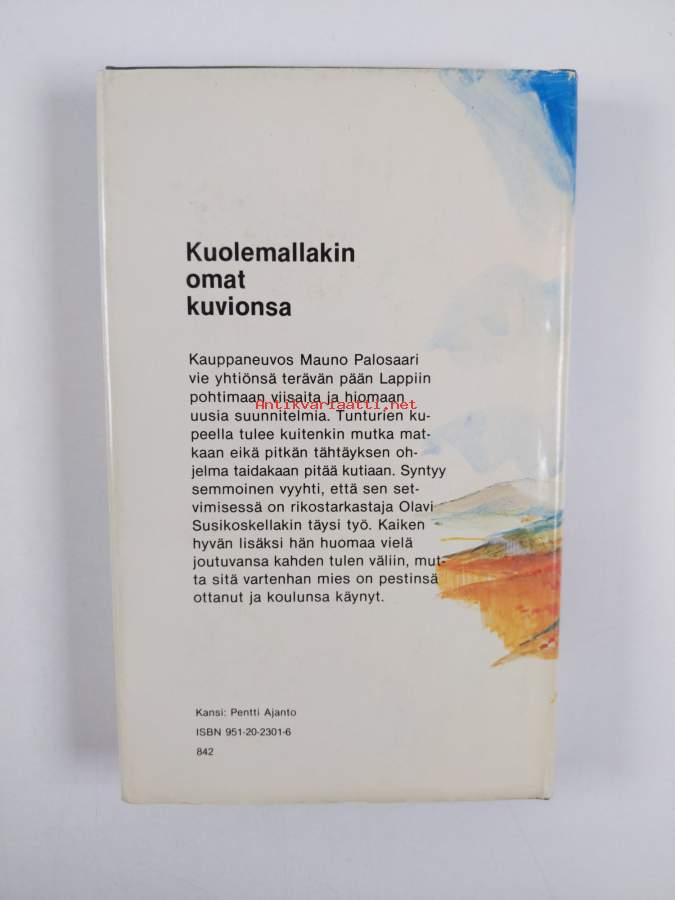 Kuolemallakin
omat
kuvionsa
Kauppaneuvos Mauno Palosaari
vie yhtiönsä terävän pään Lappiin
pohtimaan viisaita ja hiomaan
Antikvariaatti.net
uusia suunnitelmia. Tunturien ku-
peella tulee kuitenkin mutka mat-
kaan eikä pitkän tähtäyksen oh-
jelma taidakaan pitää kutiaan. Syntyy
semmoinen vyyhti, että sen set-
vimisessä on rikostarkastaja Olavi
Susikoskellakin täysi työ. Kaiken
hyvän lisäksi hän huomaa vielä
joutuvansa kahden tulen väliin, mut-
ta sitä vartenhan mies on pestinsä
ottanut ja koulunsa käynyt.
Kansi: Pentti Ajanto
ISBN 951-20-2301-6
842